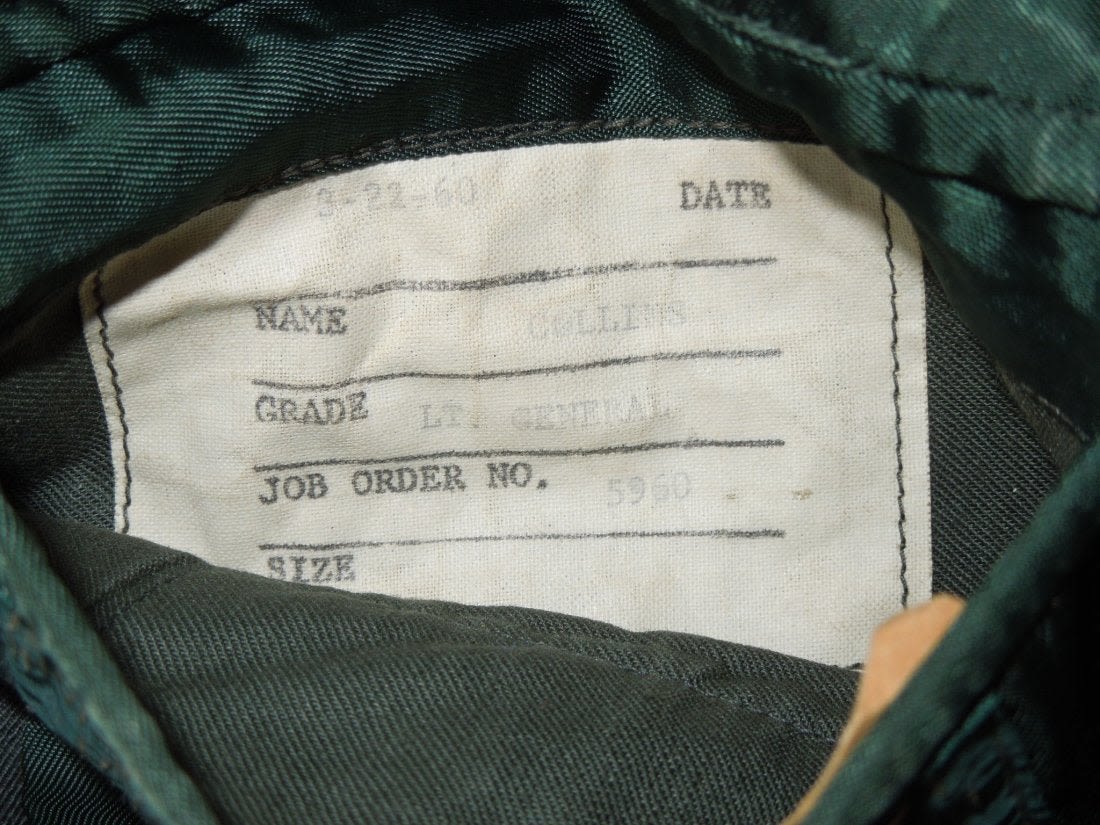 3-22-60 DATE
NAME COLLINS
GRADE LT. GENERAL
JOB ORDER NO. 5960
SIZE